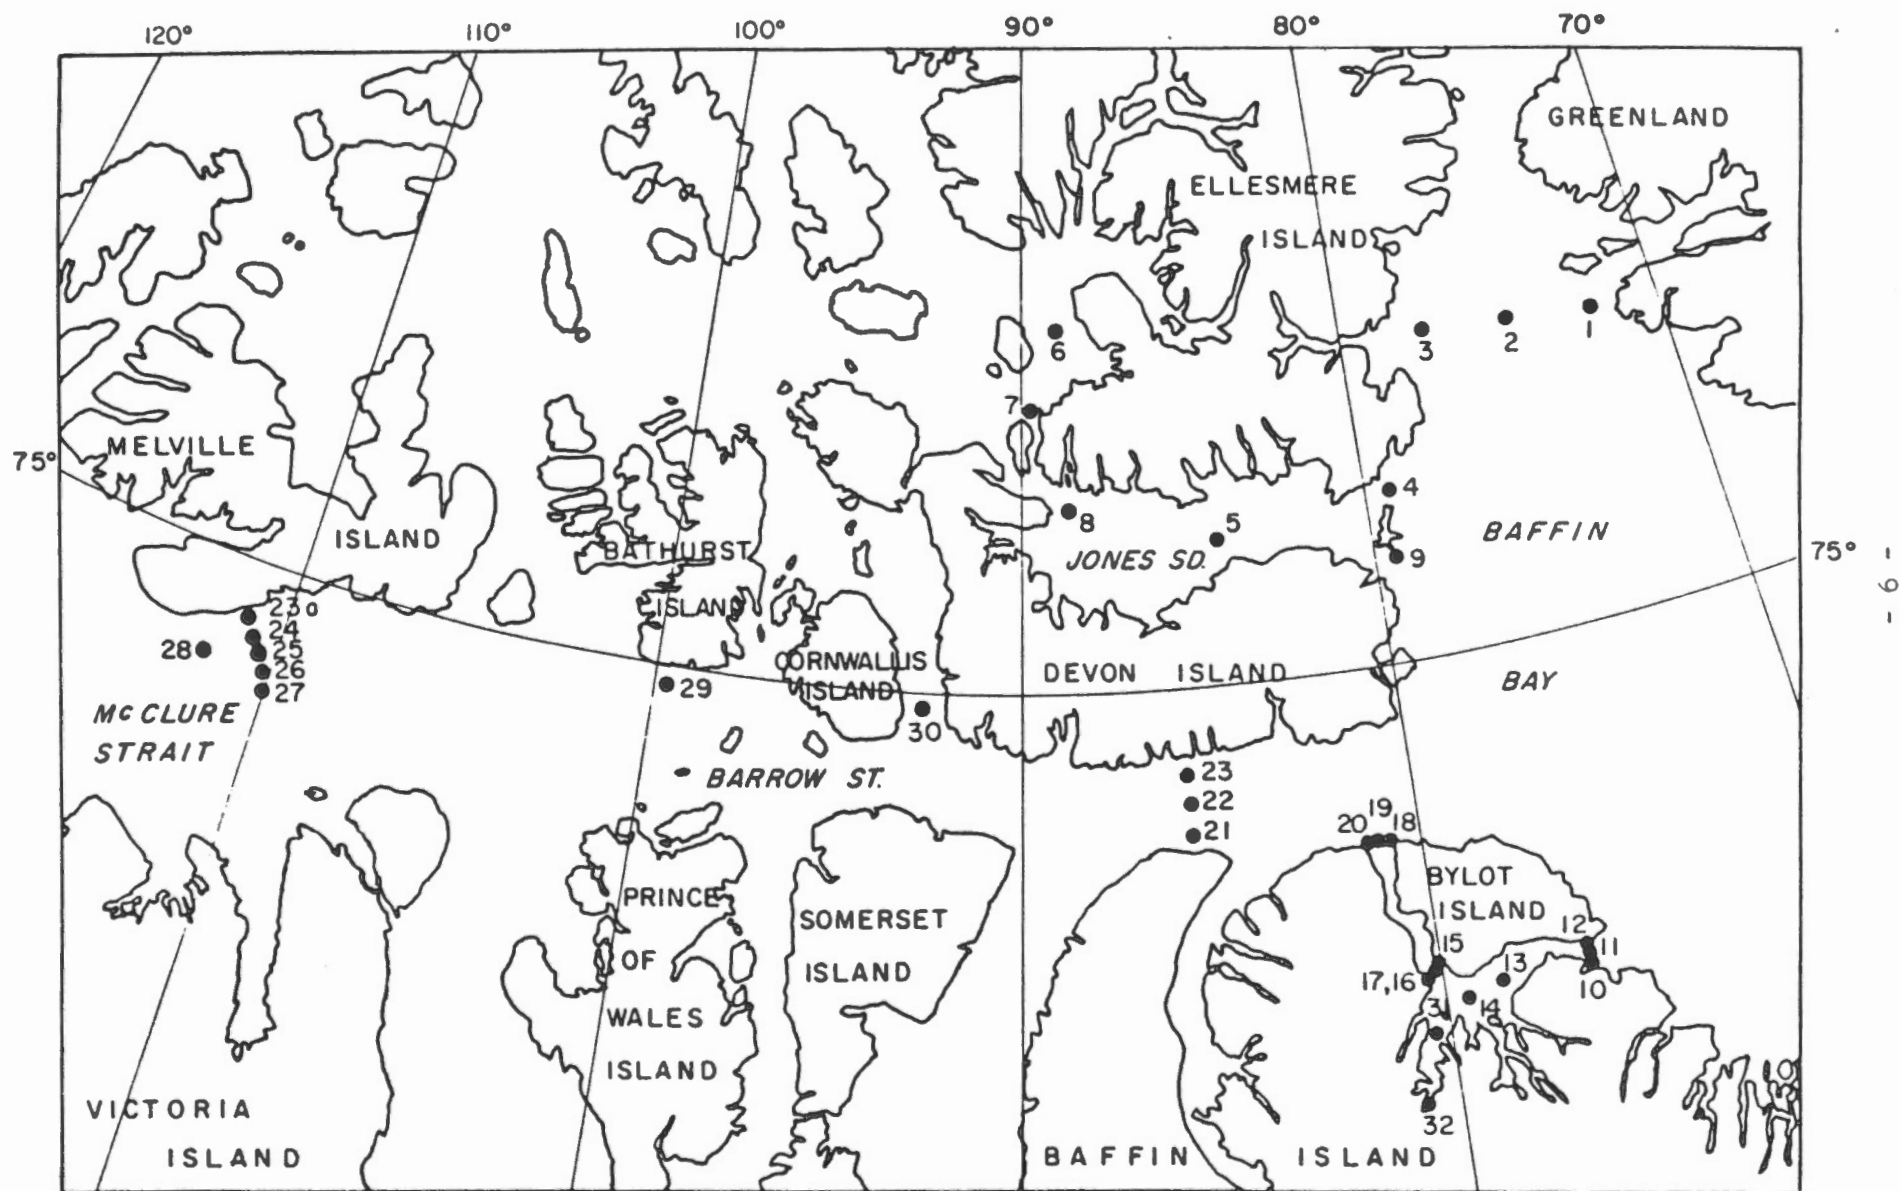 120° 110° 100° 90° 80° 70°
GREENLAND
ELLESMERE
ISLAND
1
2
3
6
7
MELVILLE
75°
4
8
5
ISLAND
BATHURST
JONES SD.
9
BAFFIN
75°
- 9 -
23a
24
25
26
27
28
ISLAND
CORNWALLIS
ISLAND
DEVON ISLAND
BAY
29
30
McCLURE
STRAIT
BARROW ST.
23
22
21
20 19 18
BYLOT
ISLAND
PRINCE
OF
WALES
ISLAND
SOMERSET
ISLAND
12
11
10
15
13
17,16
31
14
32
VICTORIA
ISLAND
BAFFIN ISLAND